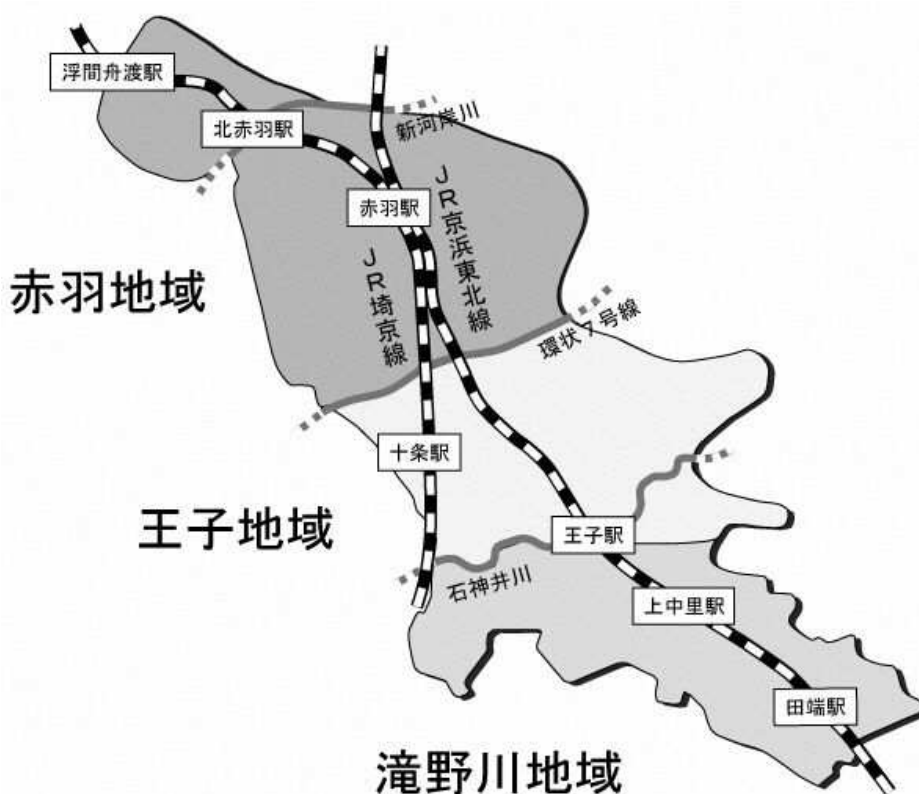 浮間舟渡駅
北赤羽駅
新河岸川
赤羽駅
JR京浜東北線
JR埼京線
赤羽地域
環状7号線
十条駅
王子地域
王子駅
石神井川
上中里駅
田端駅
滝野川地域